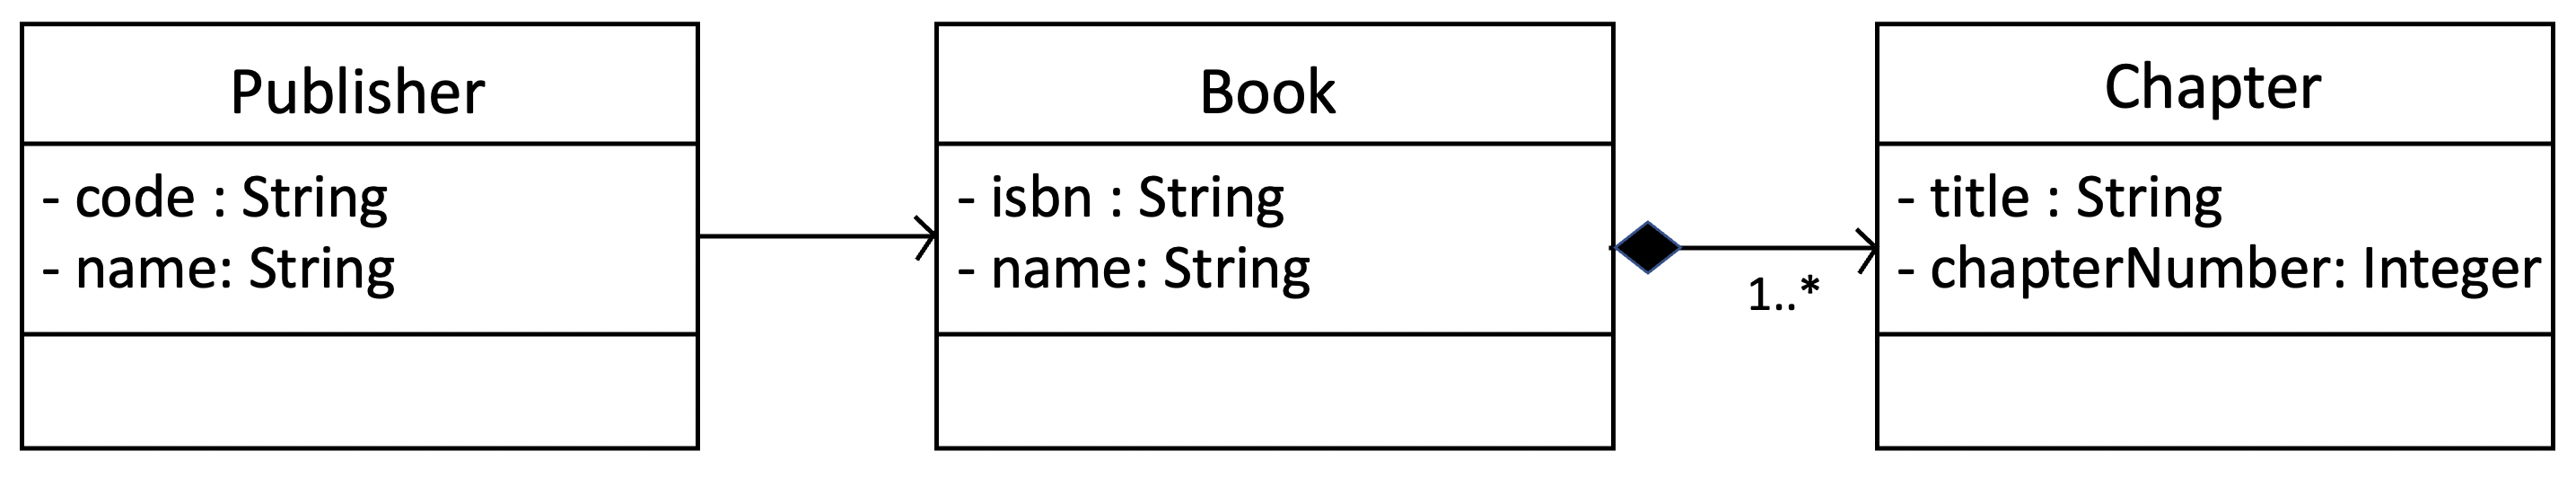 Publisher
- code : String
- name: String
Book
- isbn : String
- name: String
1..*
Chapter
- title : String
- chapterNumber: Integer